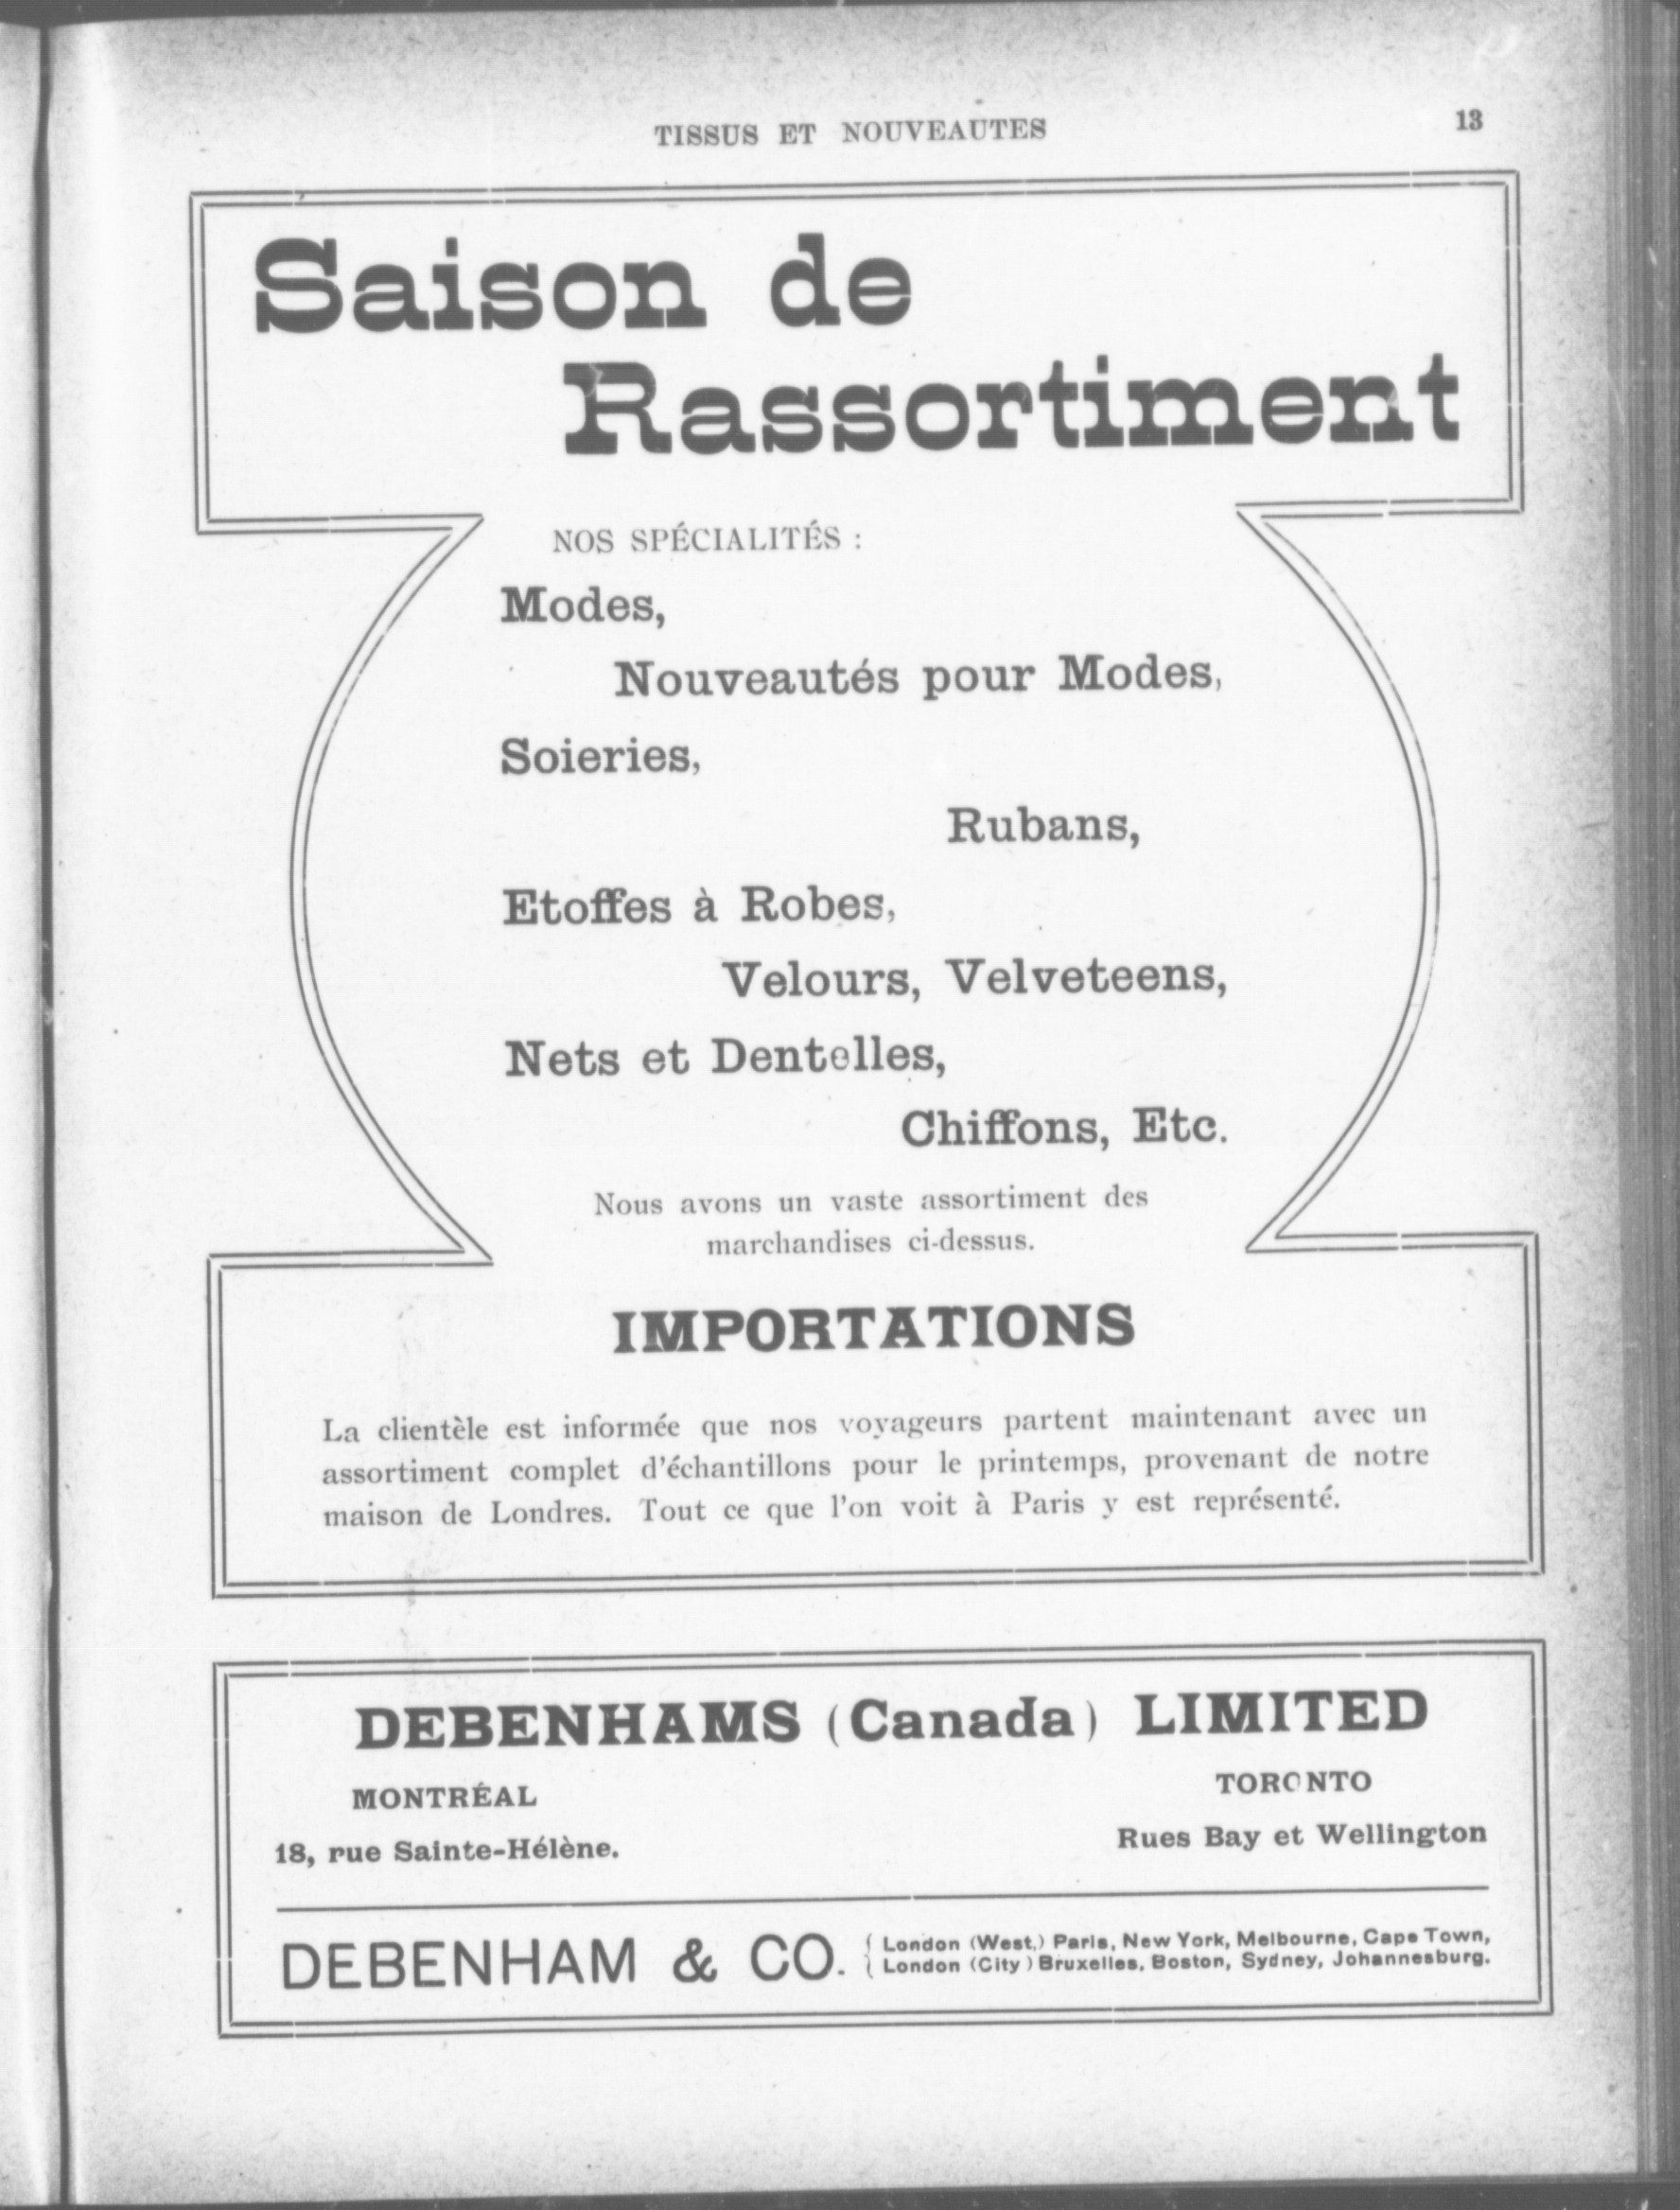 TISSUS ET NOUVEAUTES 13
Saison de
Rassortiment
NOS SPÉCIALITÉS :
Modes,
Nouveautés pour Modes,
Soieries,
Rubans,
Etoffes à Robes,
Velours, Velveteens,
Nets et Dentelles,
Chiffons, Etc.
Nous avons un vaste assortiment des
marchandises ci-dessus.
IMPORTATIONS
La clientèle est informée que nos voyageurs partent maintenant avec un
assortiment complet d'échantillons pour le printemps, provenant de notre
maison de Londres. Tout ce que l'on voit à Paris y est représenté.
DEBENHAMS (Canada) LIMITED
MONTRÉAL
18, rue Sainte-Hélène.
TORONTO
Rues Bay et Wellington
DEBENHAM & CO.
London (West,) Paris, New York, Melbourne, Cape Town,
London (City) Bruxelles, Boston, Sydney, Johannesburg.